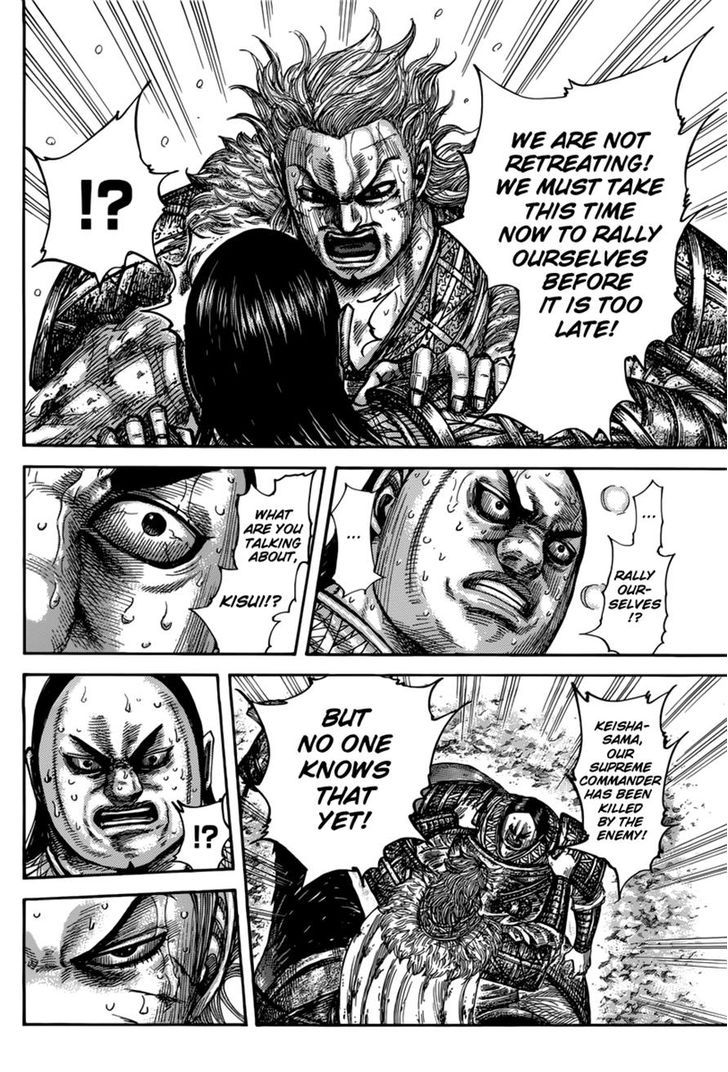 WE ARE NOT
RETREATING!
WE MUST TAKE
THIS TIME
NOW TO RALLY
OURSELVES
BEFORE
IT IS TOO
LATE!
!?
...
...
RALLY
OUR-
SELVES
!?
WHAT
ARE YOU
TALKING
ABOUT,
KISUI!?
KEISHA-
SAMA,
OUR
SUPREME
COMMANDER
HAS BEEN
KILLED
BY THE
ENEMY!
BUT
NO ONE
KNOWS
THAT
YET!
!?